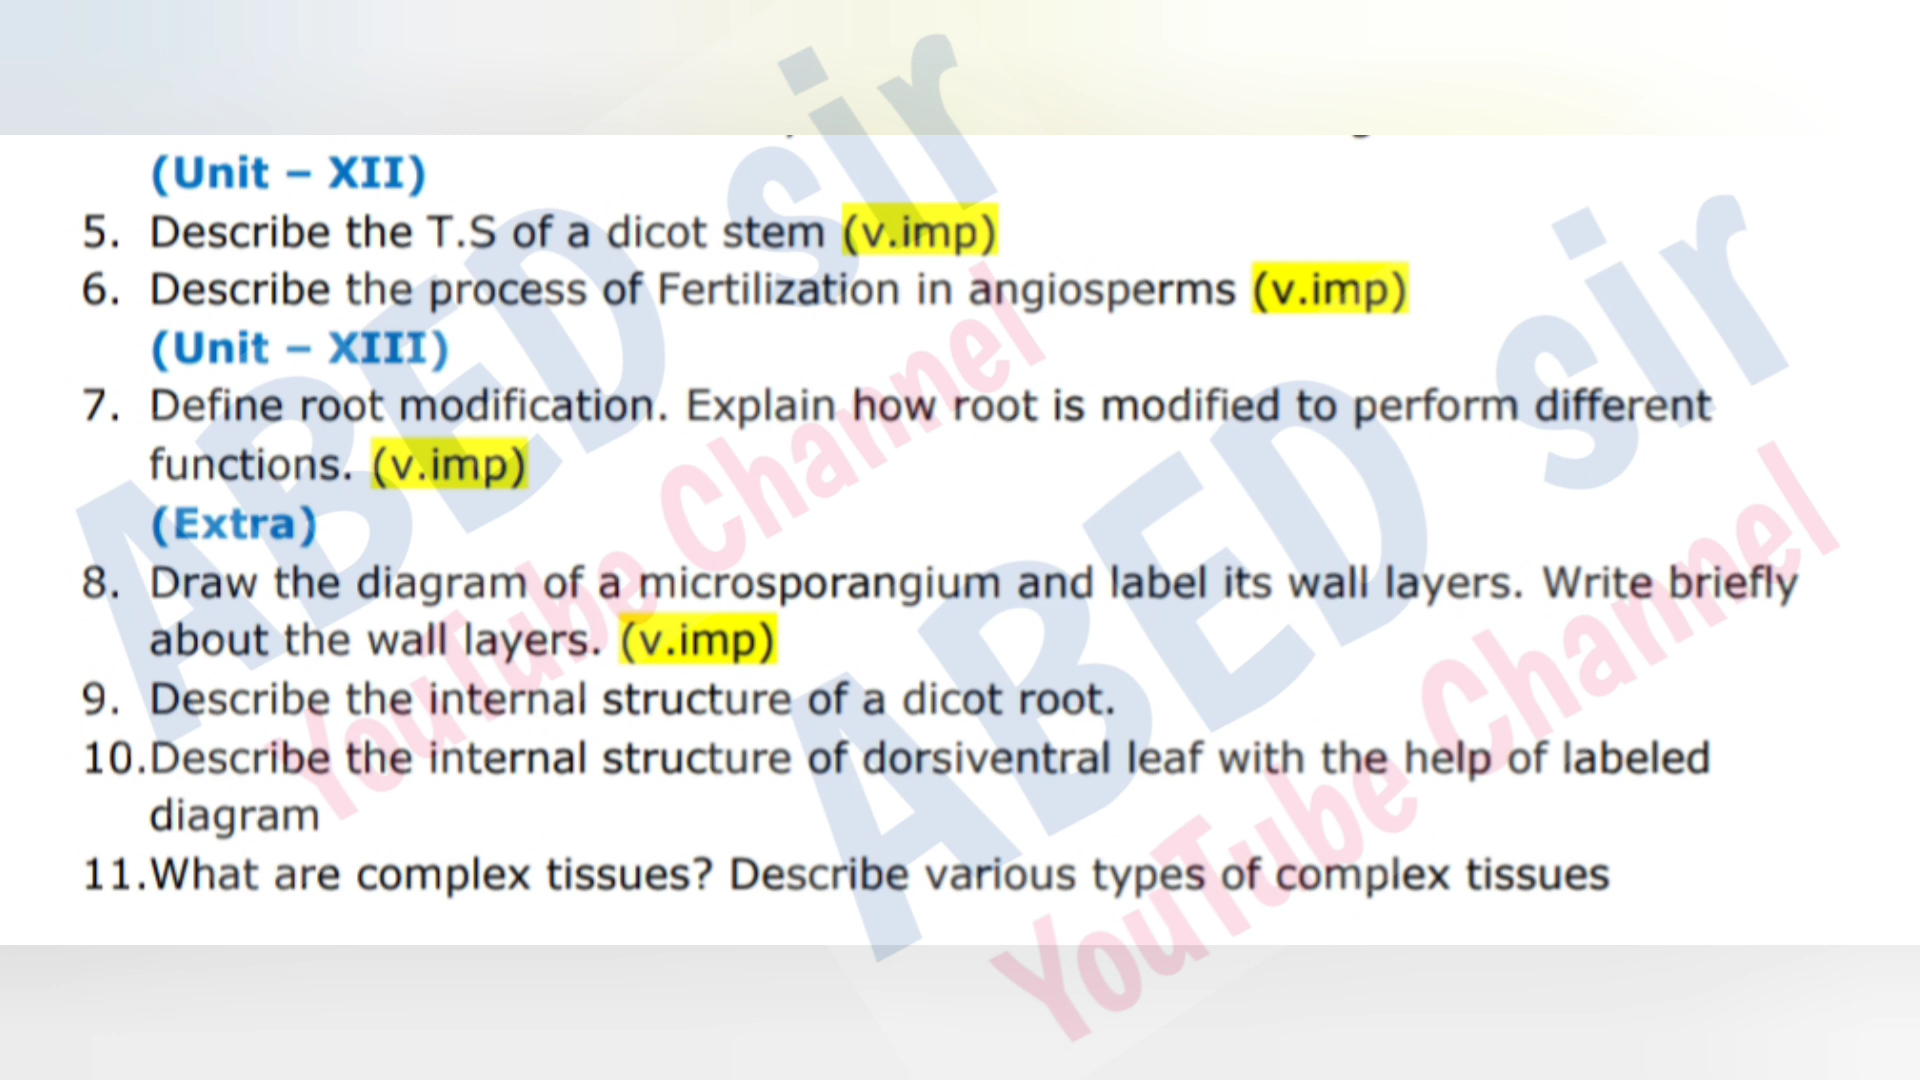 (Unit – XII)
5. Describe the T.S of a dicot stem (v.imp)
6. Describe the process of Fertilization in angiosperms (v.imp)
(Unit – XIII)
7. Define root modification. Explain how root is modified to perform different
functions. (v.imp)
(Extra)
8. Draw the diagram of a microsporangium and label its wall layers. Write briefly
about the wall layers. (v.imp)
9. Describe the internal structure of a dicot root.
10.Describe the internal structure of dorsiventral leaf with the help of labeled
diagram
11.What are complex tissues? Describe various types of complex tissues
ABED sir
YouTube Channel
ABED sir
YouTube Channel